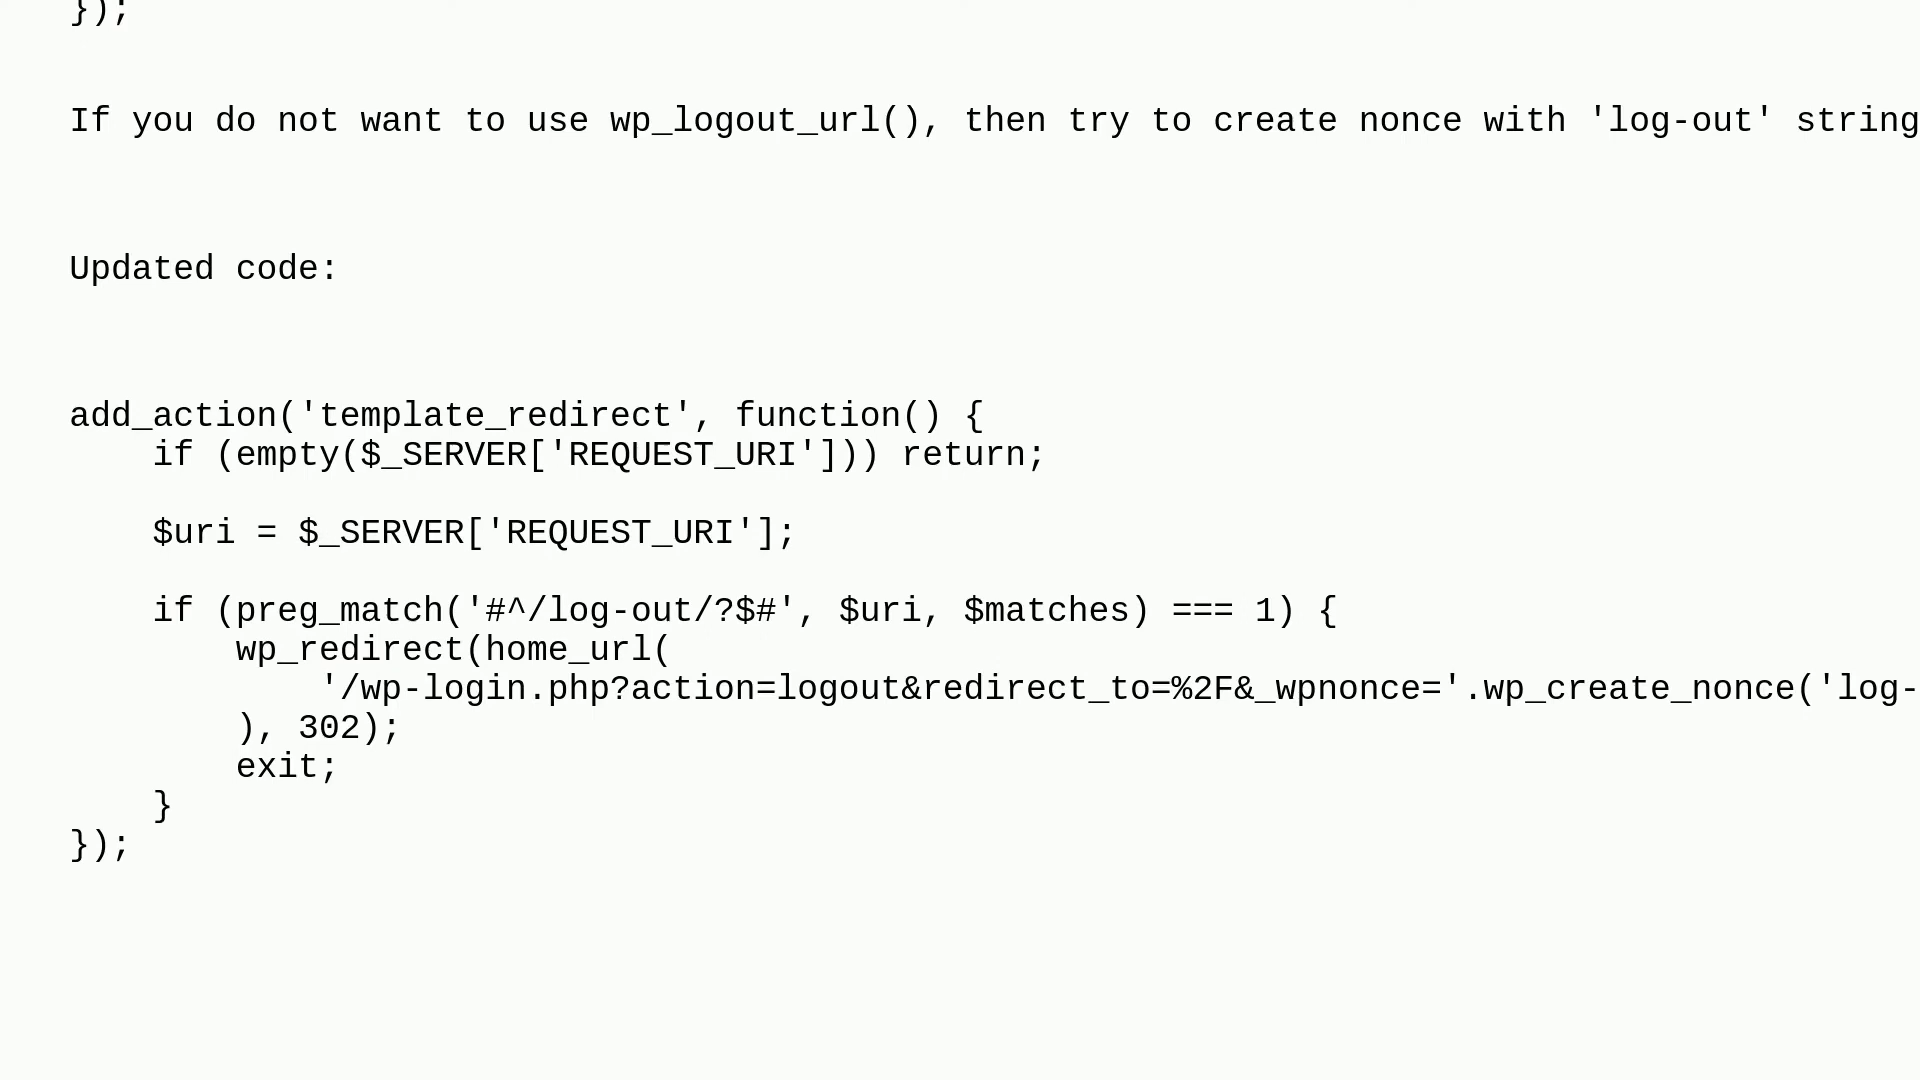 });
If you do not want to use wp_logout_url(), then try to create nonce with 'log-out' string
Updated code:
add_action('template_redirect', function() {
    if (empty($_SERVER['REQUEST_URI'])) return;
    $uri = $_SERVER['REQUEST_URI'];
    if (preg_match('#^/log-out/?$#', $uri, $matches) === 1) {
        wp_redirect(home_url(
            '/wp-login.php?action=logout&redirect_to=%2F&_wpnonce='.wp_create_nonce('log-
        ), 302);
        exit;
    }
});